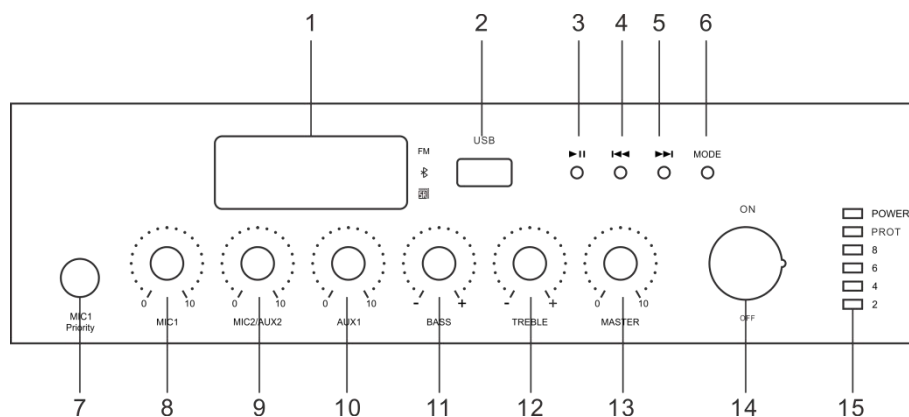 1 2 3 4 5 6
USB
FM
MODE
ON
POWER
PROT
8
6
4
2
0 10 0 10 0 10 - + - + 0 10
MIC1
Priority
MIC1 MIC2/AUX2 AUX1 BASS TREBLE MASTER
OFF
7 8 9 10 11 12 13 14 15